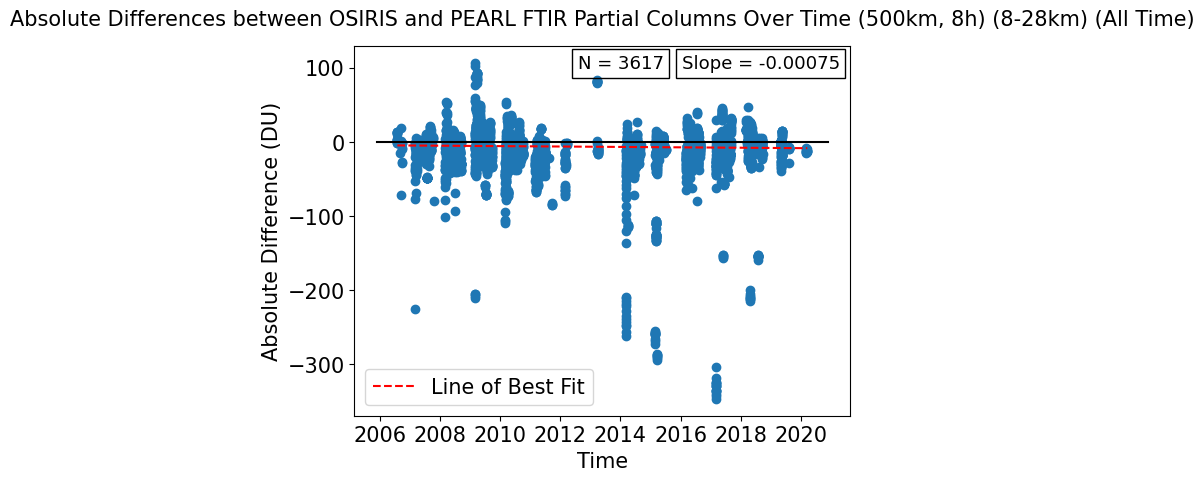 Absolute Differences between OSIRIS and PEARL FTIR Partial Columns Over Time (500km, 8h) (8-28km) (All Time)
N = 3617
Slope = -0.00075
100
0
−100
−200
−300
Absolute Difference (DU)
Line of Best Fit
2006 2008 2010 2012 2014 2016 2018 2020
Time